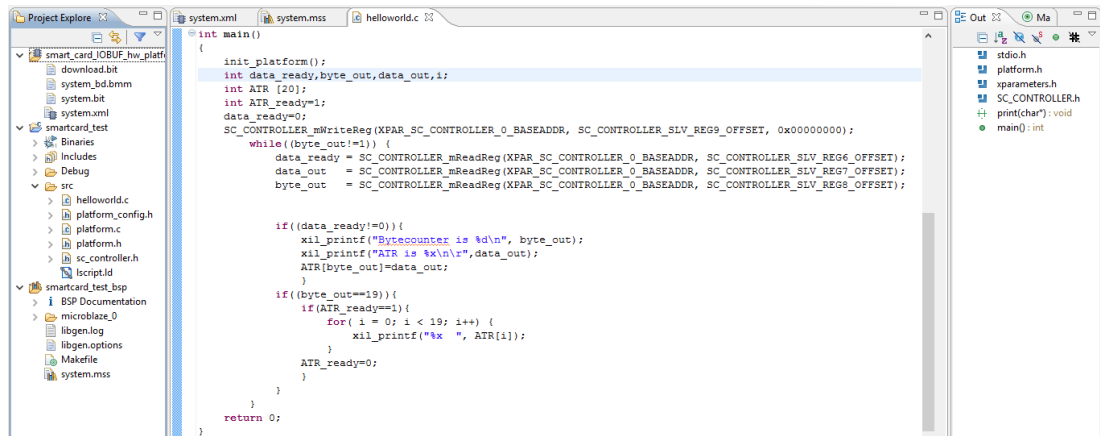 Project Explore
smart_card_IOBUF_hw_platfo
download.bit
system_bd.bmm
system.bit
system.xml
smartcard_test
Binaries
Includes
Debug
src
helloworld.c
platform_config.h
platform.c
platform.h
sc_controller.h
lscript.ld
smartcard_test_bsp
BSP Documentation
microblaze_0
libgen.log
libgen.options
Makefile
system.mss
system.xml
system.mss
helloworld.c
int main()
{
init_platform();
int data_ready,byte_out,data_out,i;
int ATR [20];
int ATR_ready=1;
data_ready=0;
SC_CONTROLLER_mWriteReg(XPAR_SC_CONTROLLER_0_BASEADDR, SC_CONTROLLER_SLV_REG9_OFFSET, 0x00000000);
while((byte_out!=1)) {
data_ready = SC_CONTROLLER_mReadReg(XPAR_SC_CONTROLLER_0_BASEADDR, SC_CONTROLLER_SLV_REG6_OFFSET);
data_out = SC_CONTROLLER_mReadReg(XPAR_SC_CONTROLLER_0_BASEADDR, SC_CONTROLLER_SLV_REG7_OFFSET);
byte_out = SC_CONTROLLER_mReadReg(XPAR_SC_CONTROLLER_0_BASEADDR, SC_CONTROLLER_SLV_REG8_OFFSET);
if((data_ready!=0)){
xil_printf("Bytecounter is %d\n", byte_out);
xil_printf("ATR is %x\n\r",data_out);
ATR[byte_out]=data_out;
}
if((byte_out==19)){
if(ATR_ready==1){
for( i = 0; i < 19; i++) {
xil_printf("%x  ", ATR[i]);
}
ATR_ready=0;
}
}
}
return 0;
}
Out
Ma
stdio.h
platform.h
xparameters.h
SC_CONTROLLER.h
print(char*) : void
main() : int